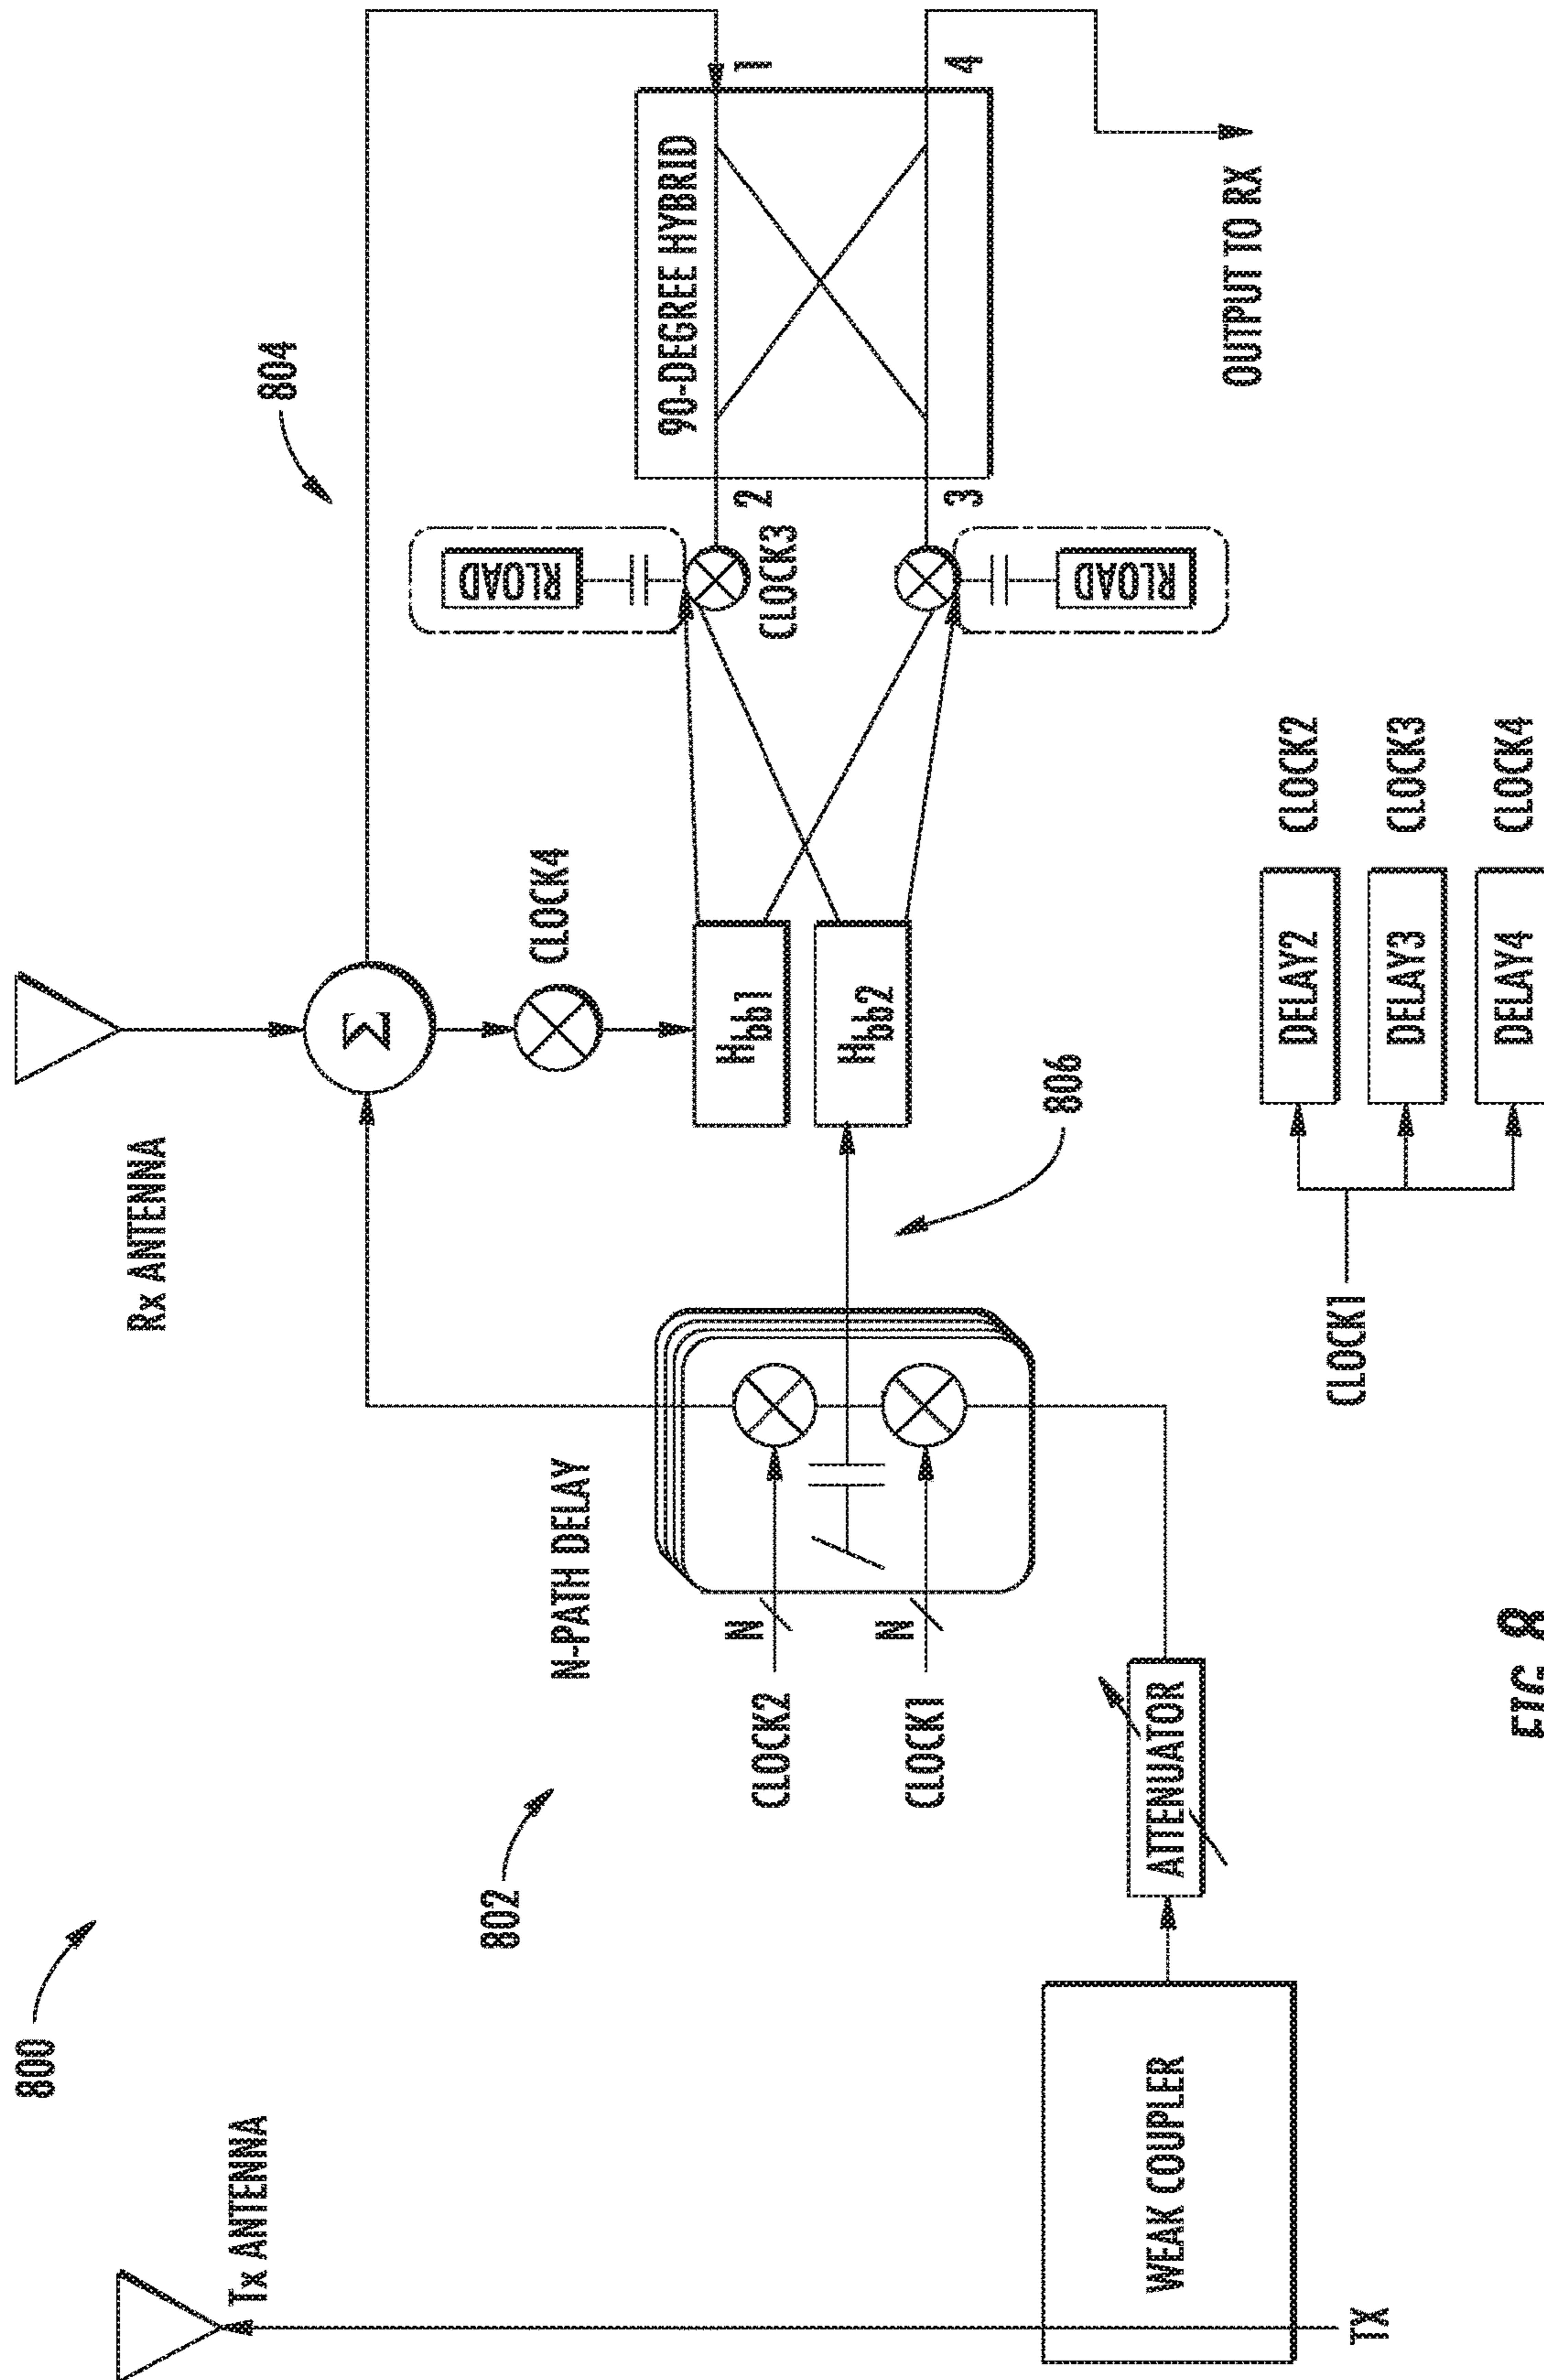 800
Tx ANTENNA
802
804
Rx ANTENNA
Σ
CLOCK4
N-PATH DELAY
CLOCK2
N
CLOCK1
N
806
Hbb1
Hbb2
RLOAD
CLOCK3
RLOAD
90-DEGREE HYBRID
1
2
3
4
OUTPUT TO RX
WEAK COUPLER
TX
ATTENUATOR
CLOCK1
DELAY2
CLOCK2
DELAY3
CLOCK3
DELAY4
CLOCK4
FIG. 8